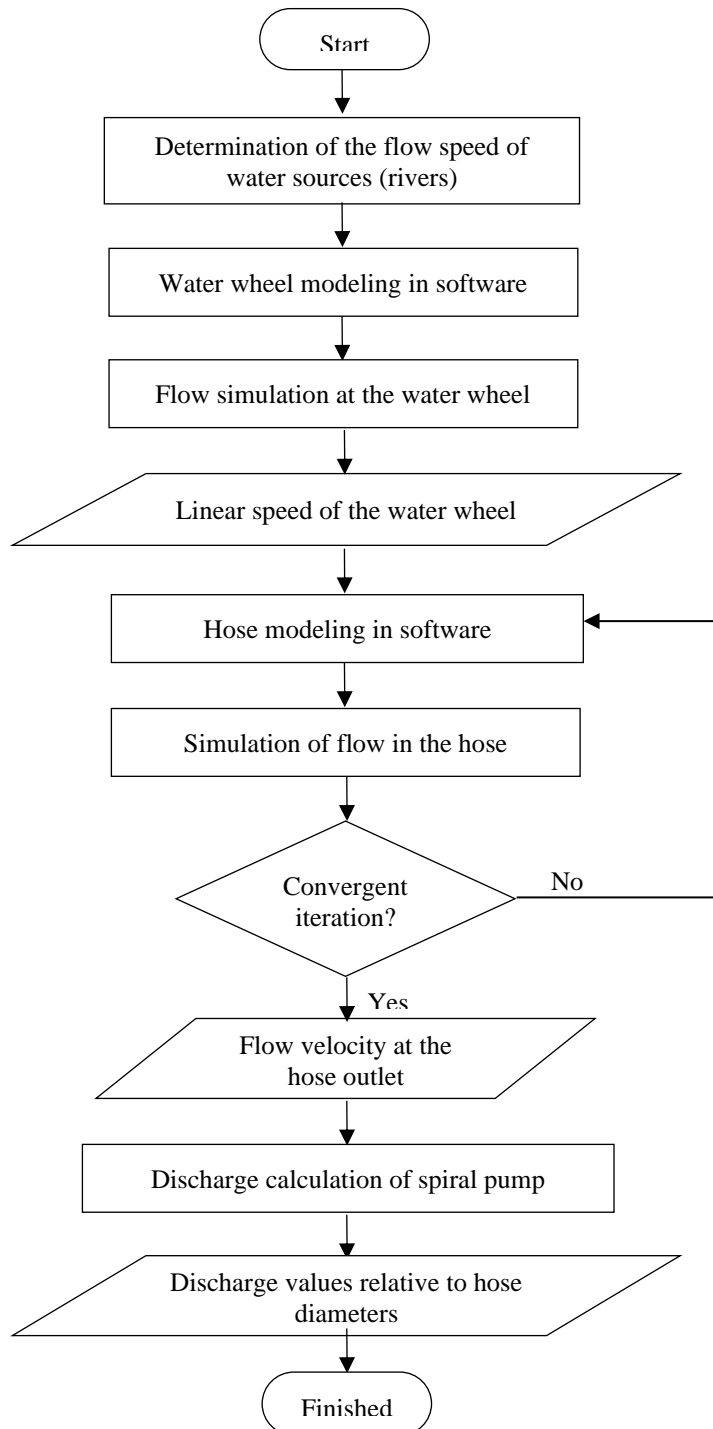 Start
Determination of the flow speed of
water sources (rivers)
Water wheel modeling in software
Flow simulation at the water wheel
Linear speed of the water wheel
Hose modeling in software
Simulation of flow in the hose
Convergent
iteration?
No
Yes
Flow velocity at the
hose outlet
Discharge calculation of spiral pump
Discharge values relative to hose
diameters
Finished